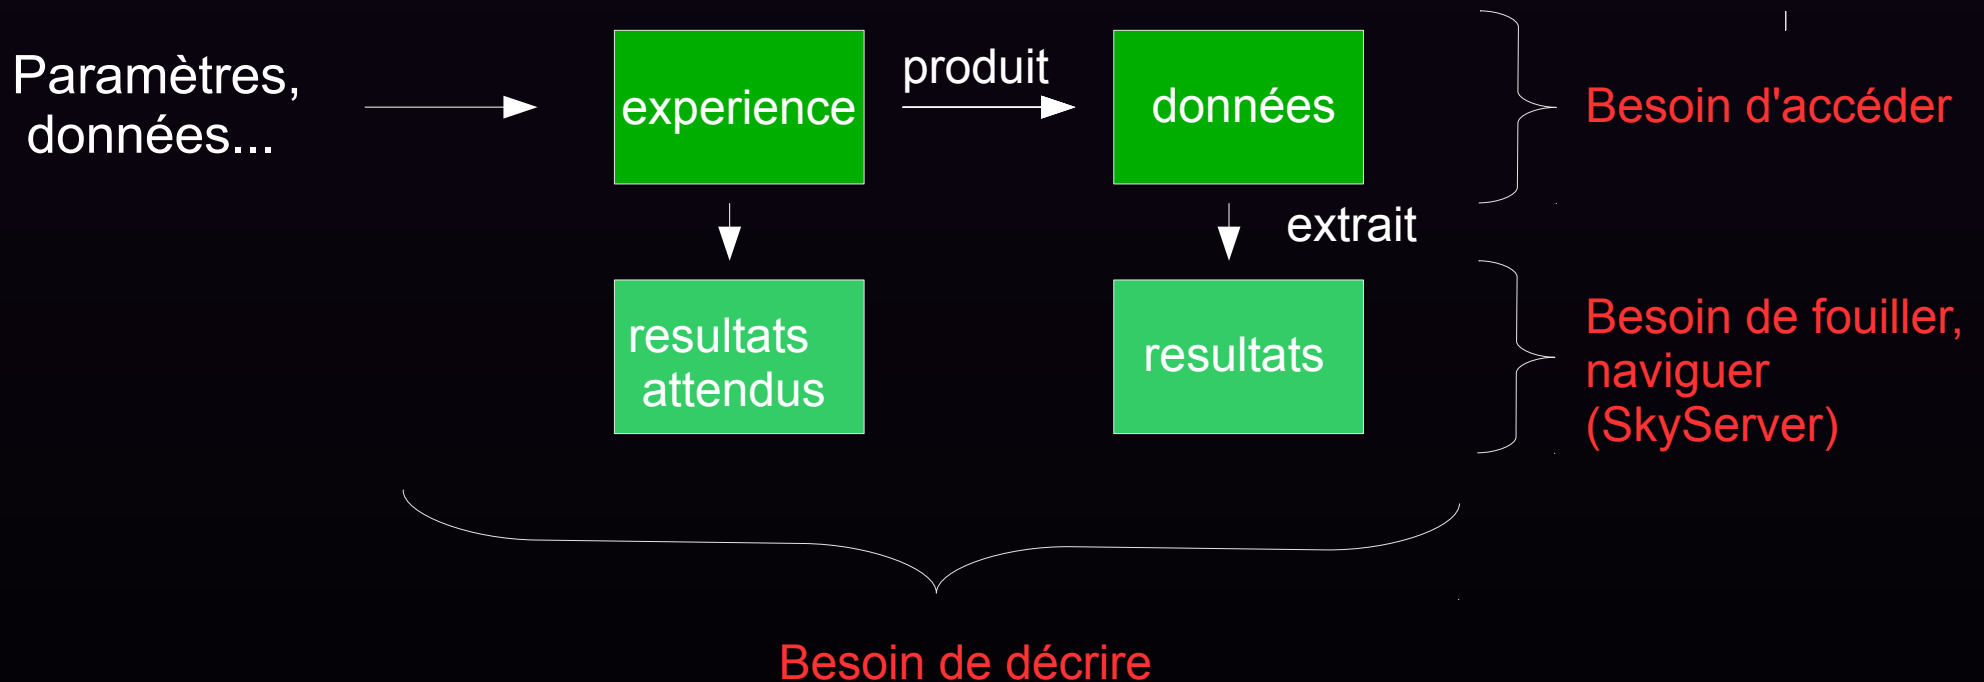 Paramètres,
données...
experience
produit
données
Besoin d'accéder
extrait
resultats
attendus
resultats
Besoin de fouiller,
naviguer
(SkyServer)
Besoin de décrire